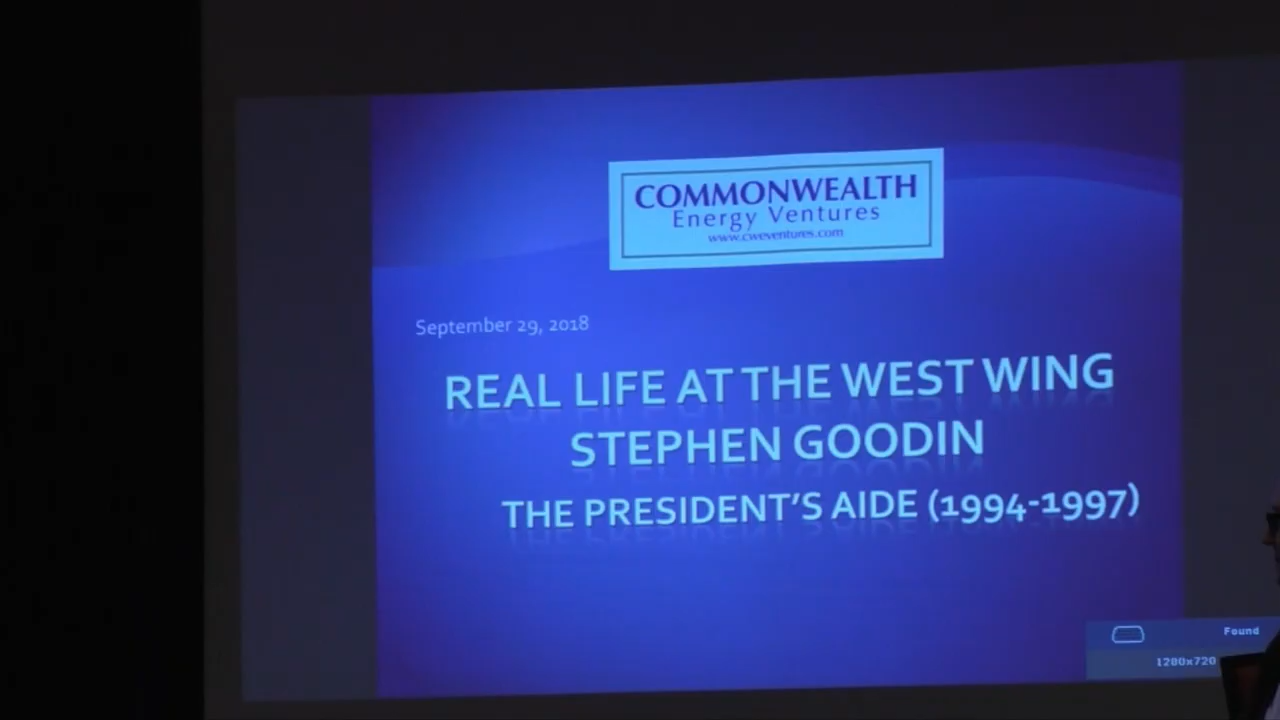 COMMONWEALTH
Energy Ventures
www.cweventures.com
September 29, 2018
REAL LIFE AT THE WEST WING
STEPHEN GOODIN
THE PRESIDENT'S AIDE (1994-1997)
Found
1280x720